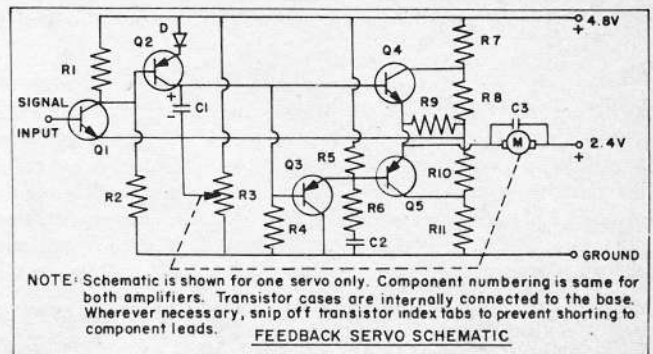 4.8V
+
D
Q2
Q4
R7
R1
+
C1
-
R8
R9
C3
SIGNAL
INPUT
M
2.4V
+
Q1
R5
R10
Q3
R2
R3
R6
Q5
R4
R11
C2
GROUND
NOTE: Schematic is shown for one servo only. Component numbering is same for
both amplifiers. Transistor cases are internally connected to the base.
Wherever necessary, snip off transistor index tabs to prevent shorting to
component leads.
FEEDBACK SERVO SCHEMATIC